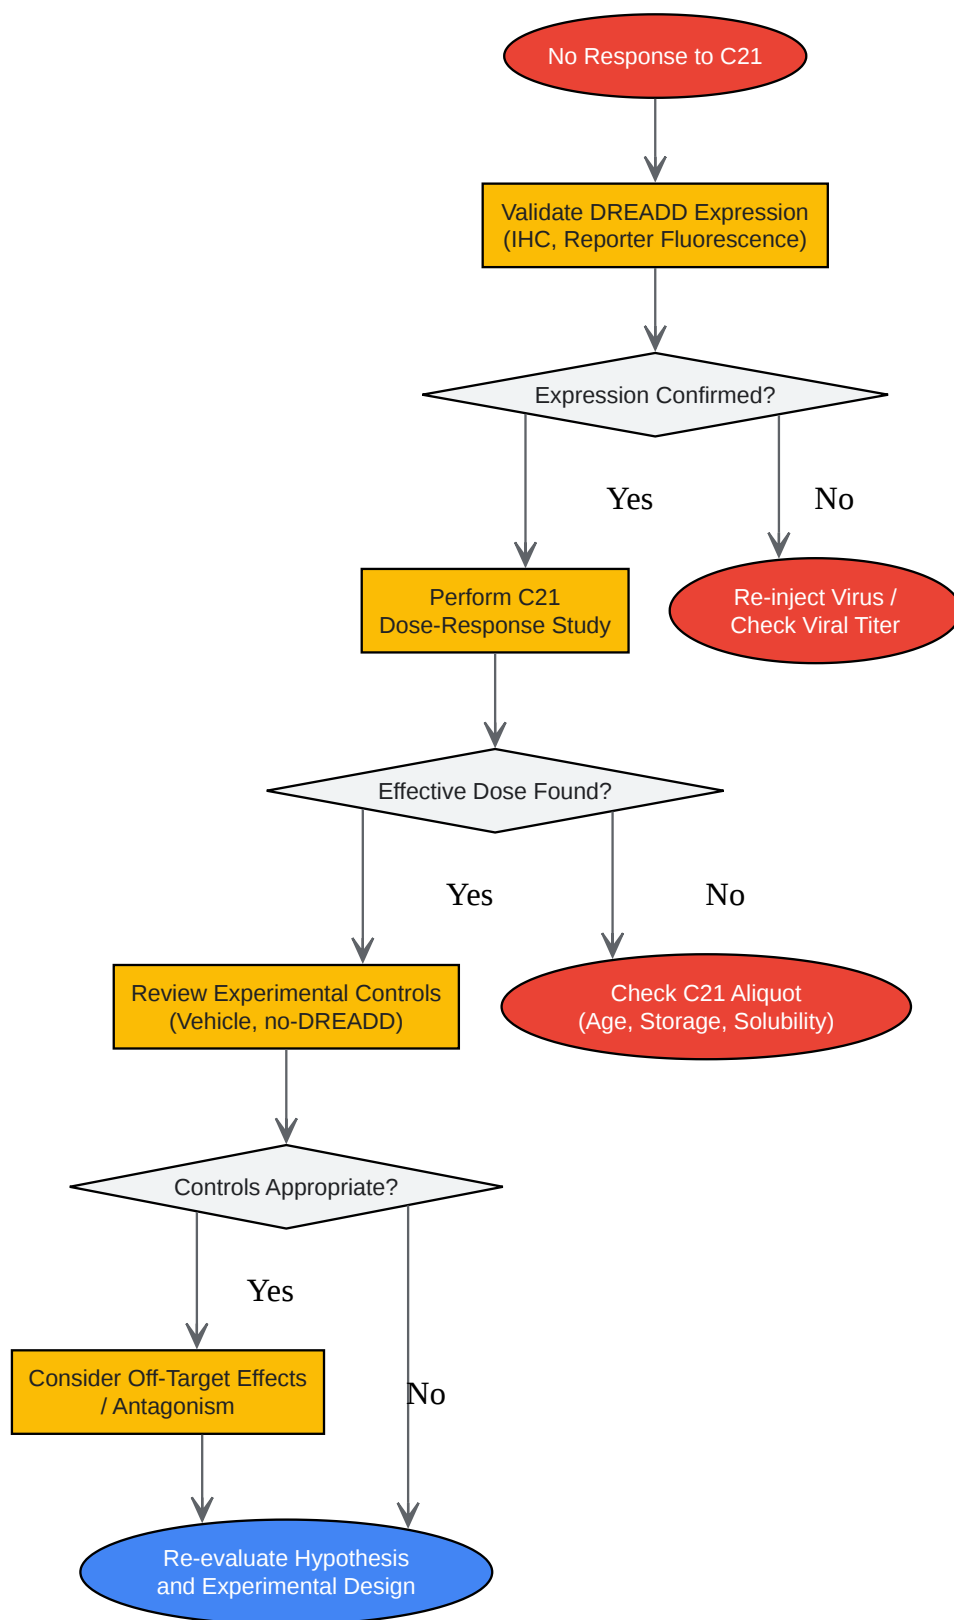 No Response to C21
Validate DREADD Expression
(IHC, Reporter Fluorescence)
Expression Confirmed?
Yes
No
Perform C21
Dose-Response Study
Re-inject Virus /
Check Viral Titer
Effective Dose Found?
Yes
No
Review Experimental Controls
(Vehicle, no-DREADD)
Check C21 Aliquot
(Age, Storage, Solubility)
Controls Appropriate?
Yes
Consider Off-Target Effects
/ Antagonism
No
Re-evaluate Hypothesis
and Experimental Design